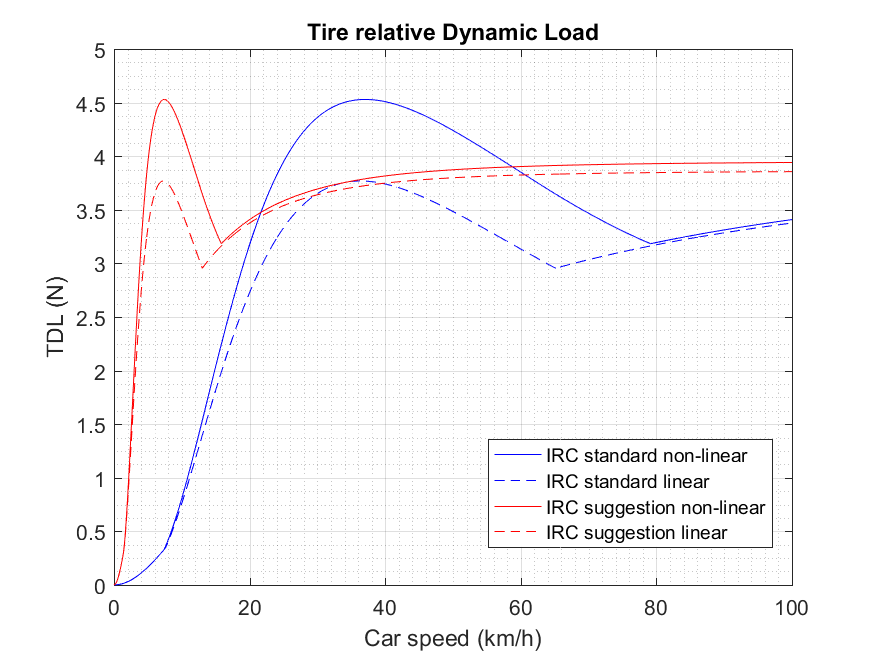 Tire relative Dynamic Load
5
4.5
4
3.5
3
2.5
2
1.5
1
0.5
0
TDL (N)
IRC standard non-linear
IRC standard linear
IRC suggestion non-linear
IRC suggestion linear
0 20 40 60 80 100
Car speed (km/h)